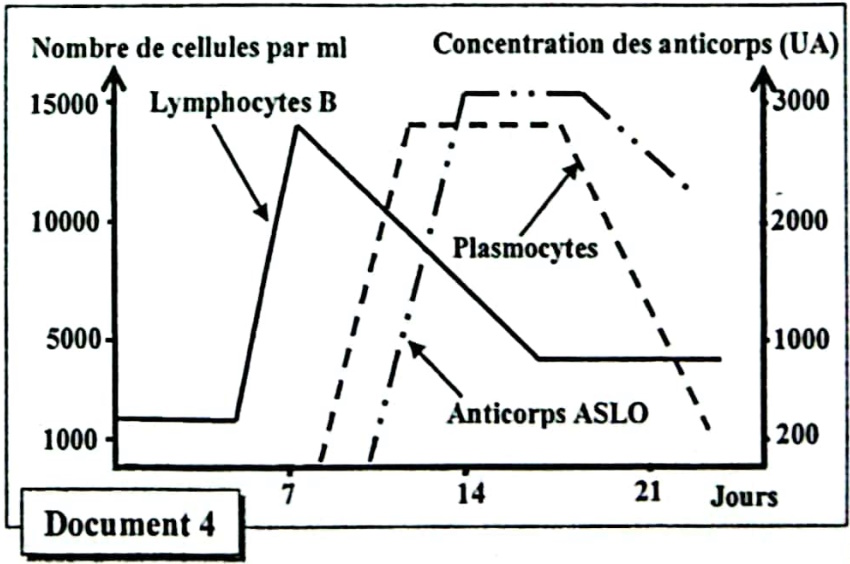 Nombre de cellules par ml
Concentration des anticorps (UA)
15000
Lymphocytes B
3000
10000
2000
Plasmocytes
5000
1000
Anticorps ASLO
1000
200
7
14
21
Jours
Document 4